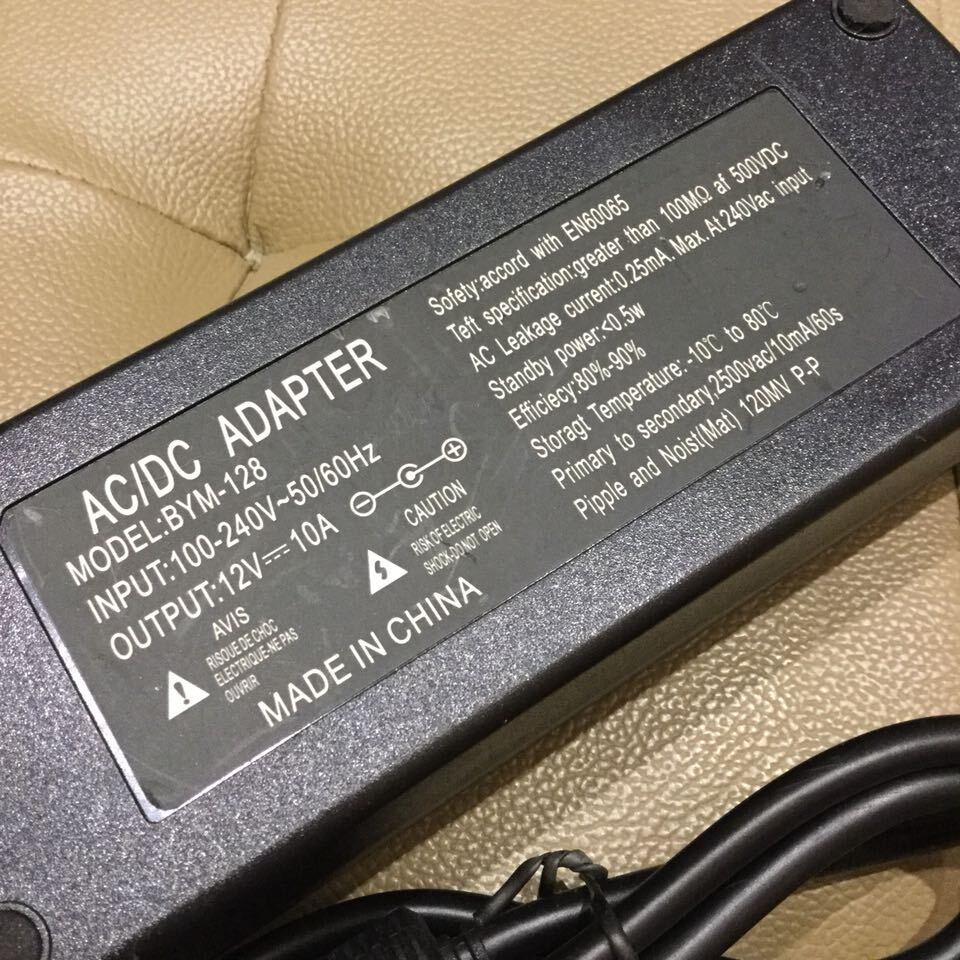 AC/DC ADAPTER
MODEL:BYM-128
INPUT:100-240V~50/60Hz
OUTPUT:12V⎓10A
AVIS
RISQUE DE CHOC
ELECTRIQUE-NE PAS
OUVRIR
CAUTION
RISK OF ELECTRIC
SHOCK-DO NOT OPEN
MADE IN CHINA
Sofety:accord with EN60065
Teft specification:greater than 100MΩ af 500VDC
AC Leakage current:0.25mA. Max. At 240Vac input
Standby power:<0.5w
Efficiecy:80%-90%
Storagt Temperature: -10℃ to 80℃
Primary to secondary,2500vac/10mA/60s
Pipple and Noist(Mat) 120MV P-P